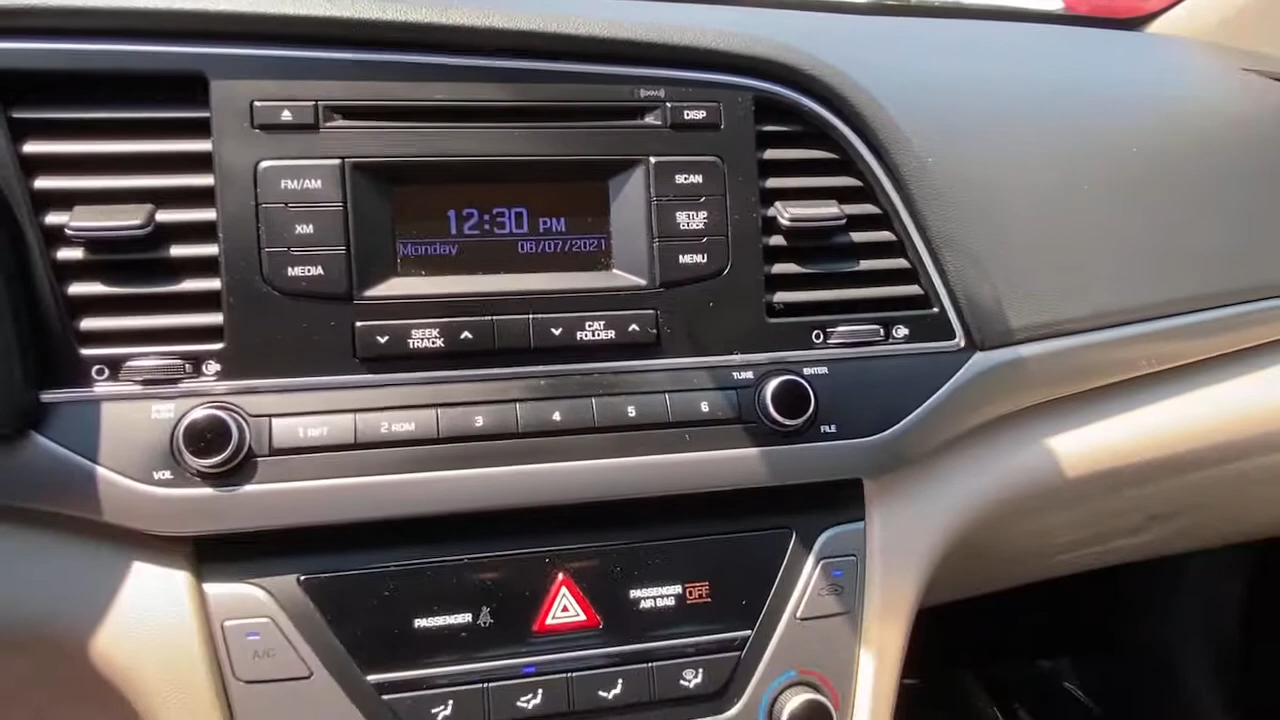 DISP
FM/AM
XM
MEDIA
12:30 PM
Monday 06/07/2021
SCAN
SETUP
CLOCK
MENU
SEEK
TRACK
CAT
FOLDER
TUNE
ENTER
FILE
VOL
1 RPT
2 RDM
3
4
5
6
PASSENGER
PASSENGER
AIR BAG
OFF
A/C